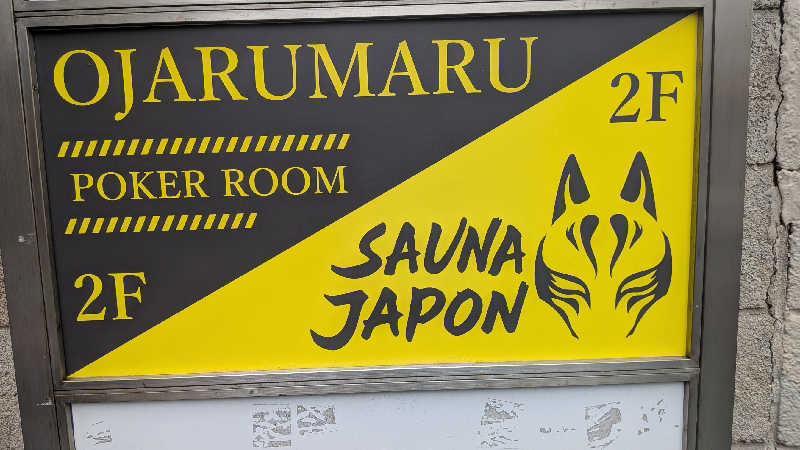 OJARUMARU
POKER ROOM
2F
2F
SAUNA
JAPON